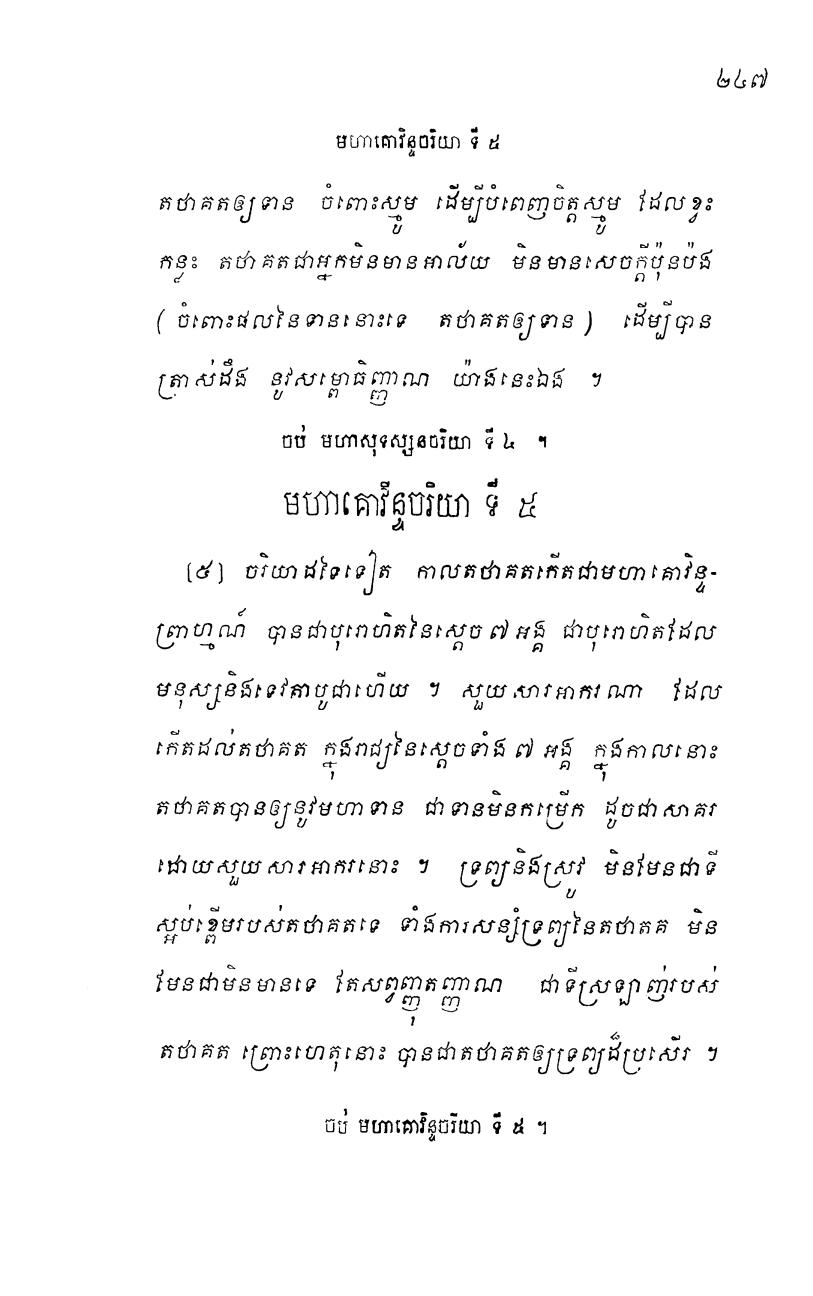 ២៤៧
មហាគោវិន្ទចរិយា ទី ៥
តថាគតឲ្យទាន ចំពោះស្មូម ដើម្បីបំពេញចិត្តស្មូម ដែលខ្វះ
កន្លះ តថាគតជាអ្នកមិនមានអាល័យ មិនមានសេចក្តីប៉ុនប៉ង
( ចំពោះផលនៃទាននោះទេ តថាគតឲ្យទាន ) ដើម្បីបាន
ត្រាស់ដឹង នូវសម្ពោធិញ្ញាណ យ៉ាងនេះឯង ។
ចប់ មហាសុទស្សនចរិយា ទី ៤ ។
មហាគោវិន្ទចរិយា ទី ៥
[៥] ចរិយាដទៃទៀត កាលតថាគតកើតជាមហាគោវិន្ទ-
ព្រាហ្មណ៍ បានជាបុរោហិតនៃស្តេច ៧ អង្គ ជាបុរោហិតដែល
មនុស្សនិងទេវតាបូជាហើយ ។ សួយសារអាករណា ដែល
កើតដល់តថាគត ក្នុងរាជ្យនៃស្តេចទាំង ៧ អង្គ ក្នុងកាលនោះ
តថាគតបានឲ្យនូវមហាទាន ជាទានមិនកម្រើក ដូចជាសាគរ
ដោយសួយសារអាករនោះ ។ ទ្រព្យនិងស្រូវ មិនមែនជាទី
ស្អប់ខ្ពើមរបស់តថាគតទេ ទាំងការសន្សំទ្រព្យនៃតថាតគ មិន
មែនជាមិនមានទេ តែសព្វញ្ញុតញ្ញាណ ជាទីស្រឡាញ់របស់
តថាគត ព្រោះហេតុនោះ បានជាតថាគតឲ្យទ្រព្យដ៏ប្រសើរ ។
ចប់ មហាគោវិន្ទចរិយា ទី ៥ ។